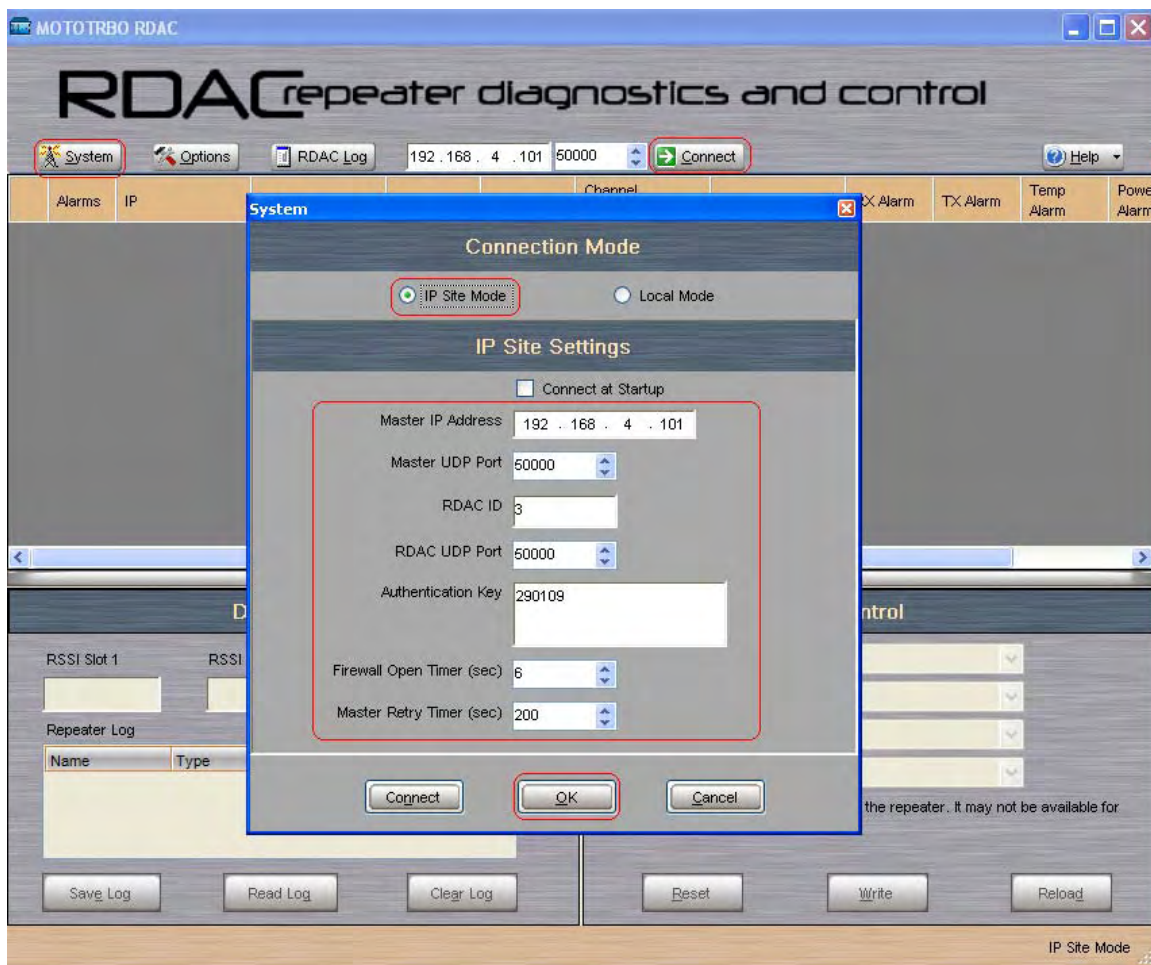 MOTOTRBO RDAC
RDAC repeater diagnostics and control
System Options RDAC Log 192.168. 4 .101 50000 Connect Help
Alarms IP Channel RX Alarm TX Alarm Temp Alarm Powe Alarm
System
Connection Mode
IP Site Mode Local Mode
IP Site Settings
Connect at Startup
Master IP Address 192 . 168 . 4 . 101
Master UDP Port 50000
RDAC ID 3
RDAC UDP Port 50000
Authentication Key 290109
Firewall Open Timer (sec) 6
Master Retry Timer (sec) 200
Connect OK Cancel
D
ntrol
RSSI Slot 1 RSSI
Repeater Log
Name Type
the repeater. It may not be available for
Save Log Read Log Clear Log Reset Write Reload
IP Site Mode